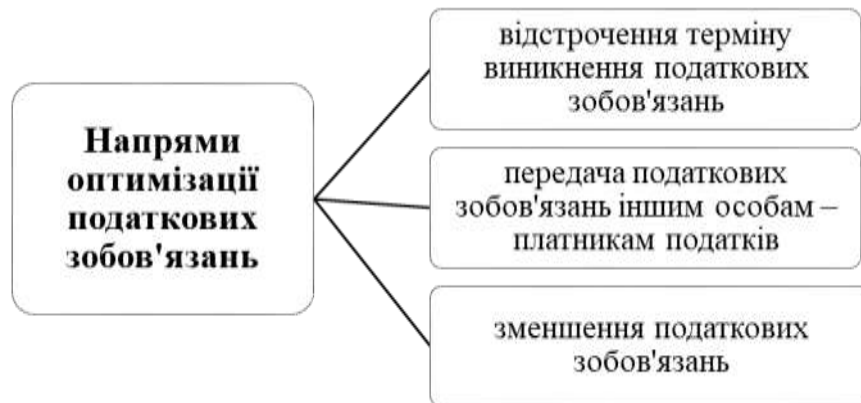 Напрями
оптимізації
податкових
зобов'язань
відстрочення терміну
виникнення податкових
зобов'язань
передача податкових
зобов'язань іншим особам –
платникам податків
зменшення податкових
зобов'язань